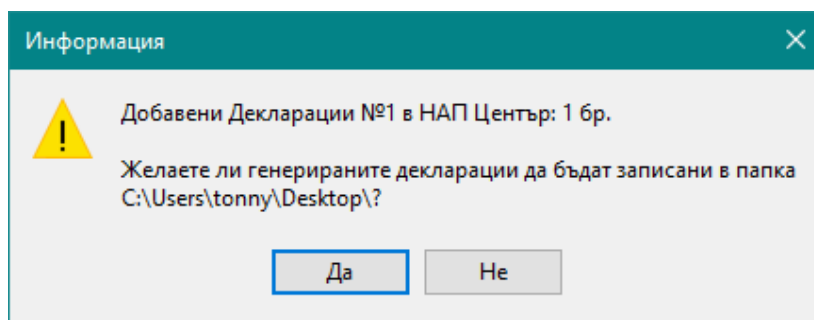 Информация
Добавени Декларации №1 в НАП Център: 1 бр.
Желаете ли генерираните декларации да бъдат записани в папка
C:\Users\tonny\Desktop\?
Да
Не